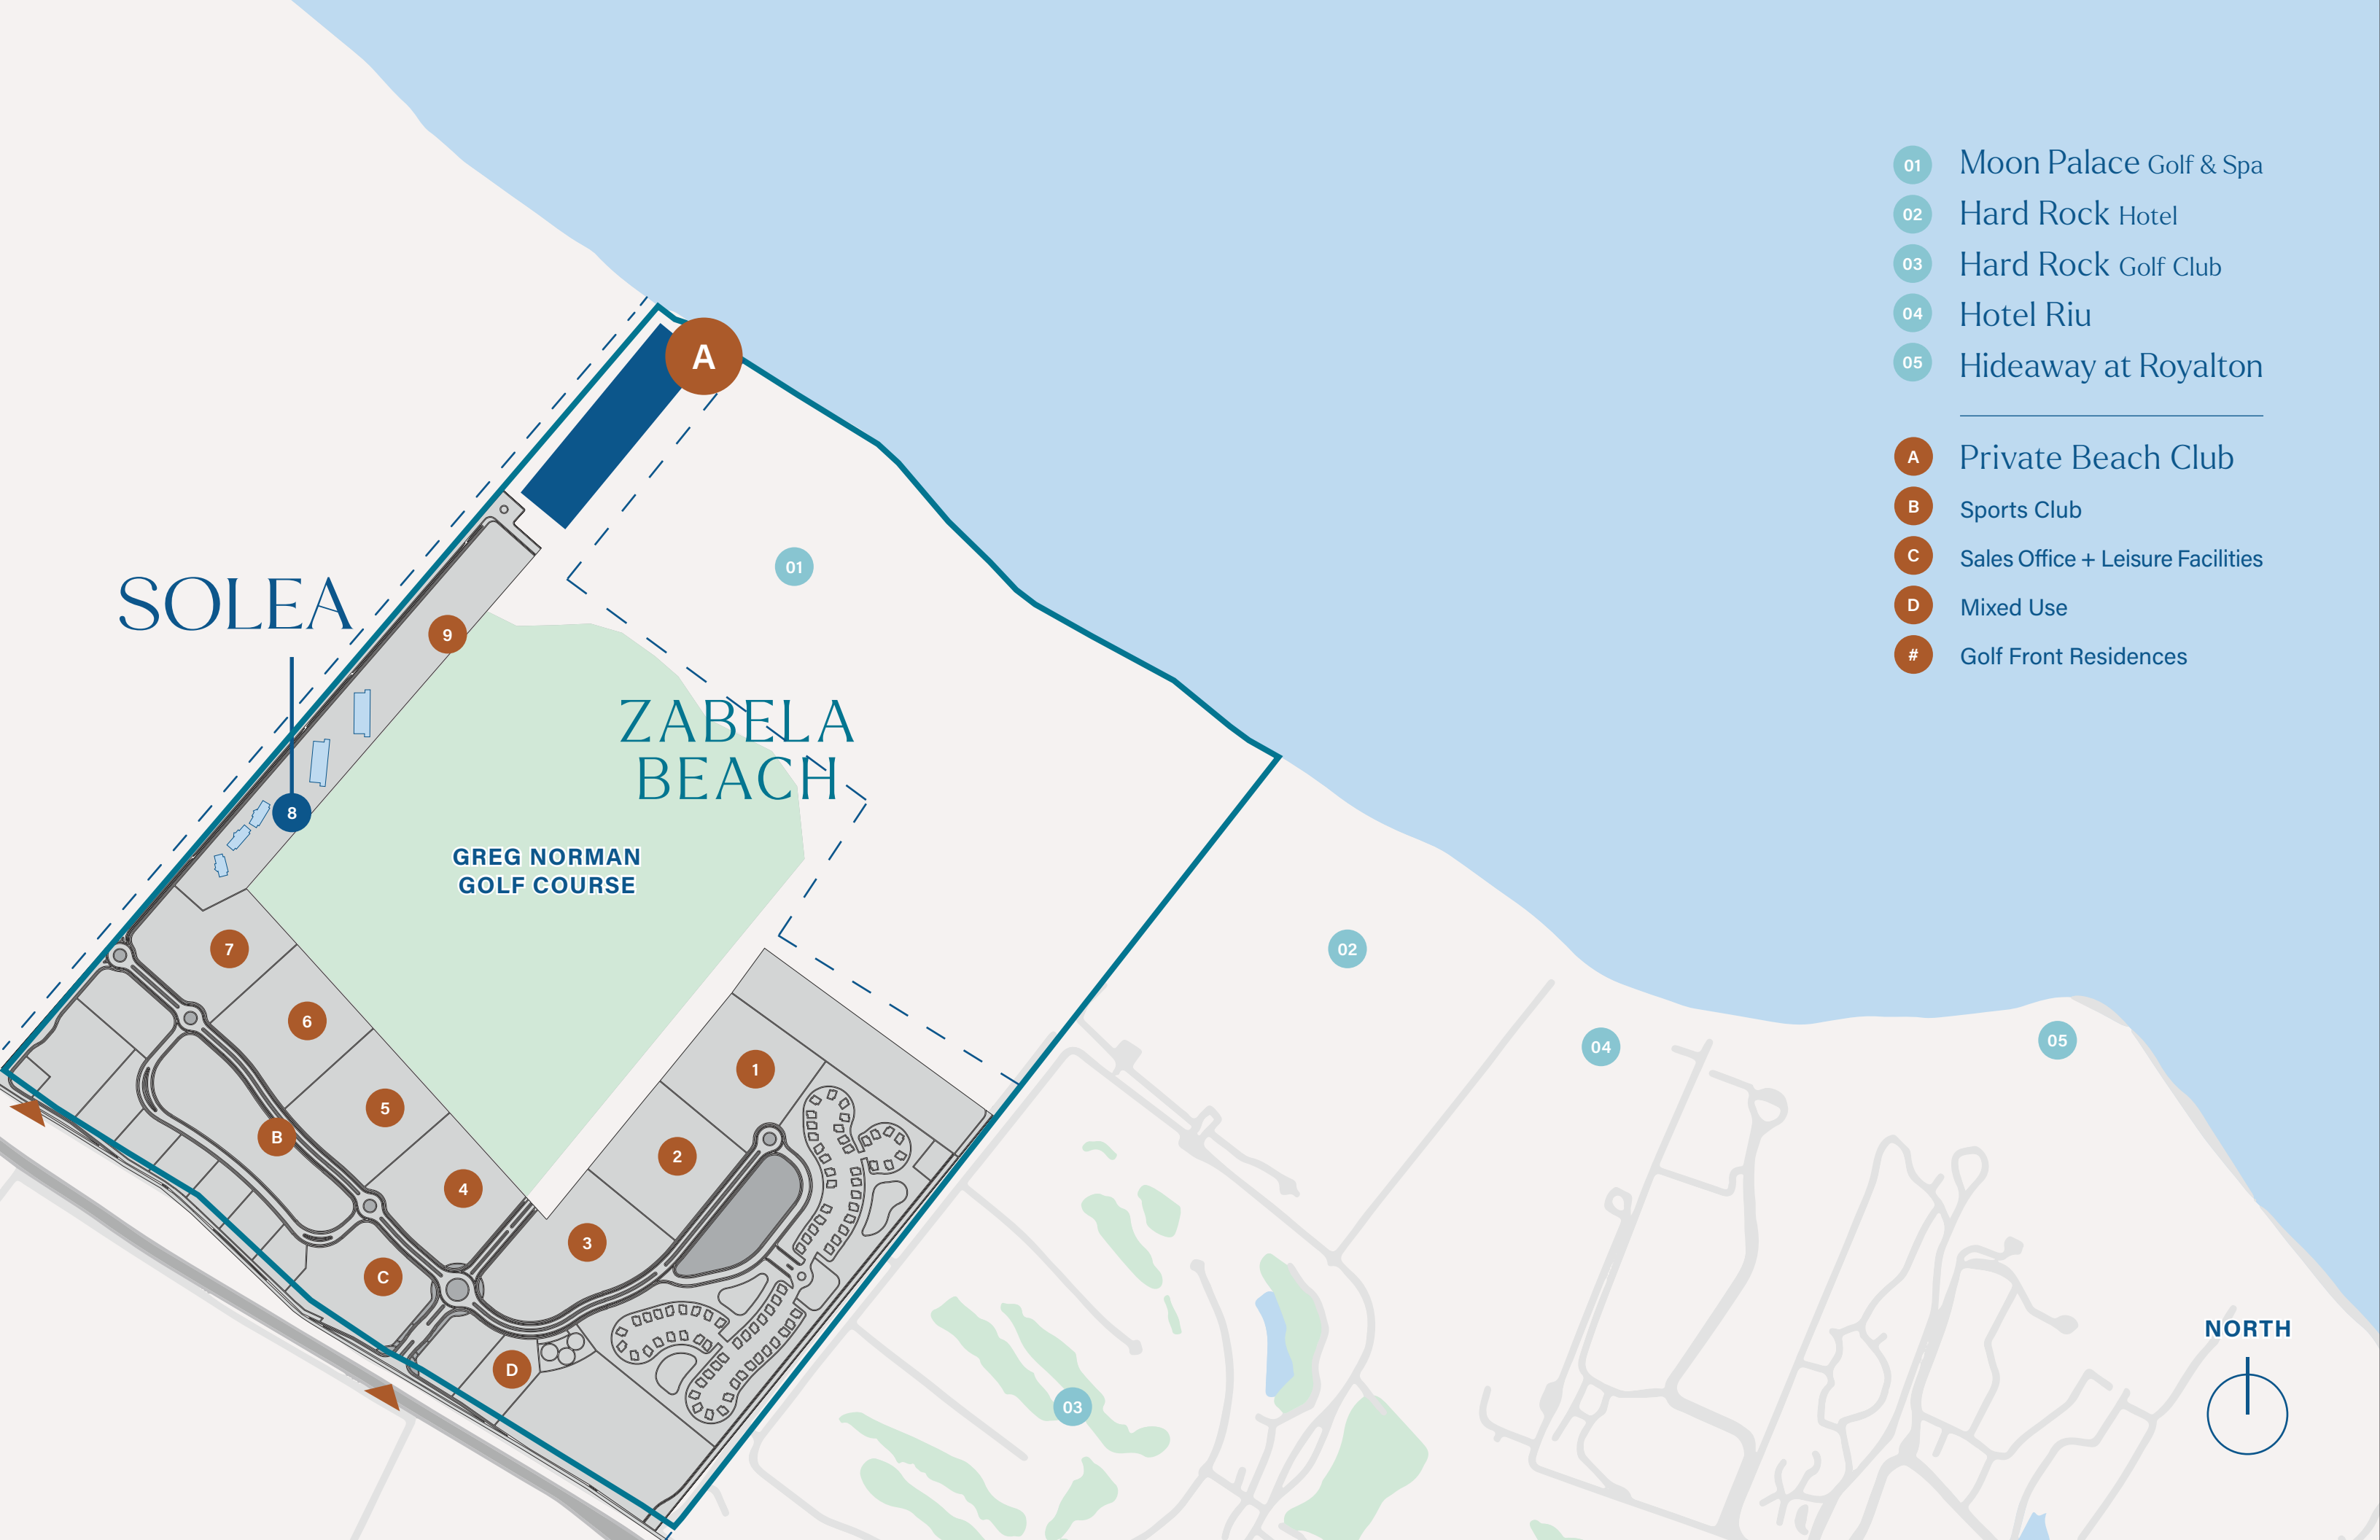 01 Moon Palace Golf & Spa
02 Hard Rock Hotel
03 Hard Rock Golf Club
04 Hotel Riu
05 Hideaway at Royalton
A Private Beach Club
B Sports Club
C Sales Office + Leisure Facilities
D Mixed Use
# Golf Front Residences
A
01
SOLEA
9
ZABELA
BEACH
8
GREG NORMAN
GOLF COURSE
7
02
6
04
05
1
5
B
2
4
3
C
NORTH
D
03